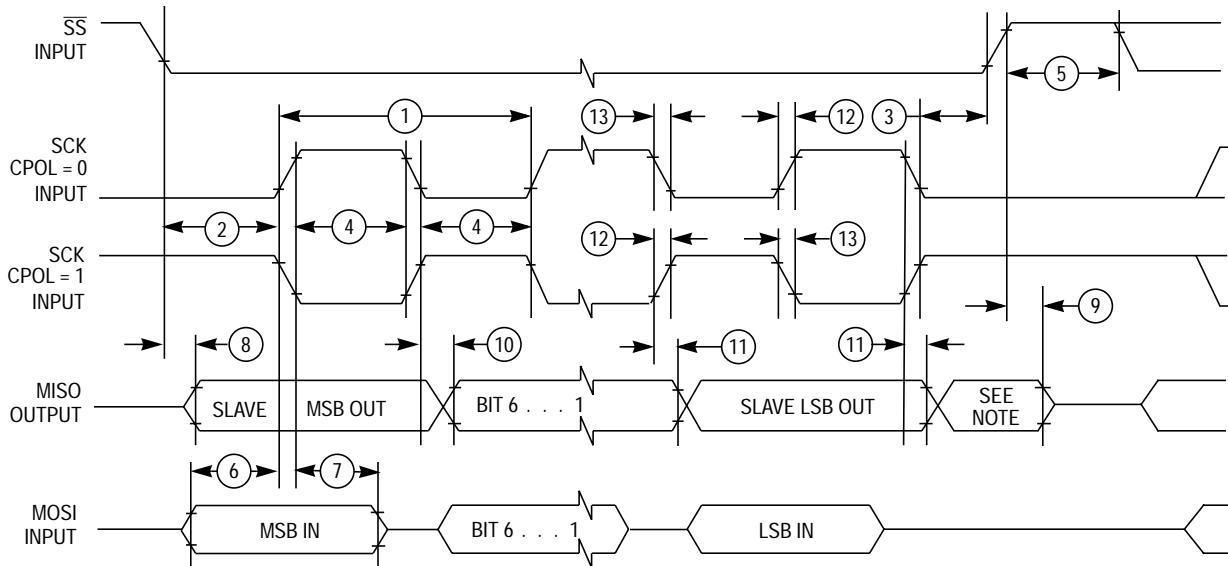 SS
INPUT
5
1
13
12
3
SCK
CPOL = 0
INPUT
2
4
4
12
13
SCK
CPOL = 1
INPUT
8
10
11
11
9
MISO
OUTPUT
SLAVE
MSB OUT
BIT 6 . . . 1
SLAVE LSB OUT
SEE
NOTE
6
7
MOSI
INPUT
MSB IN
BIT 6 . . . 1
LSB IN